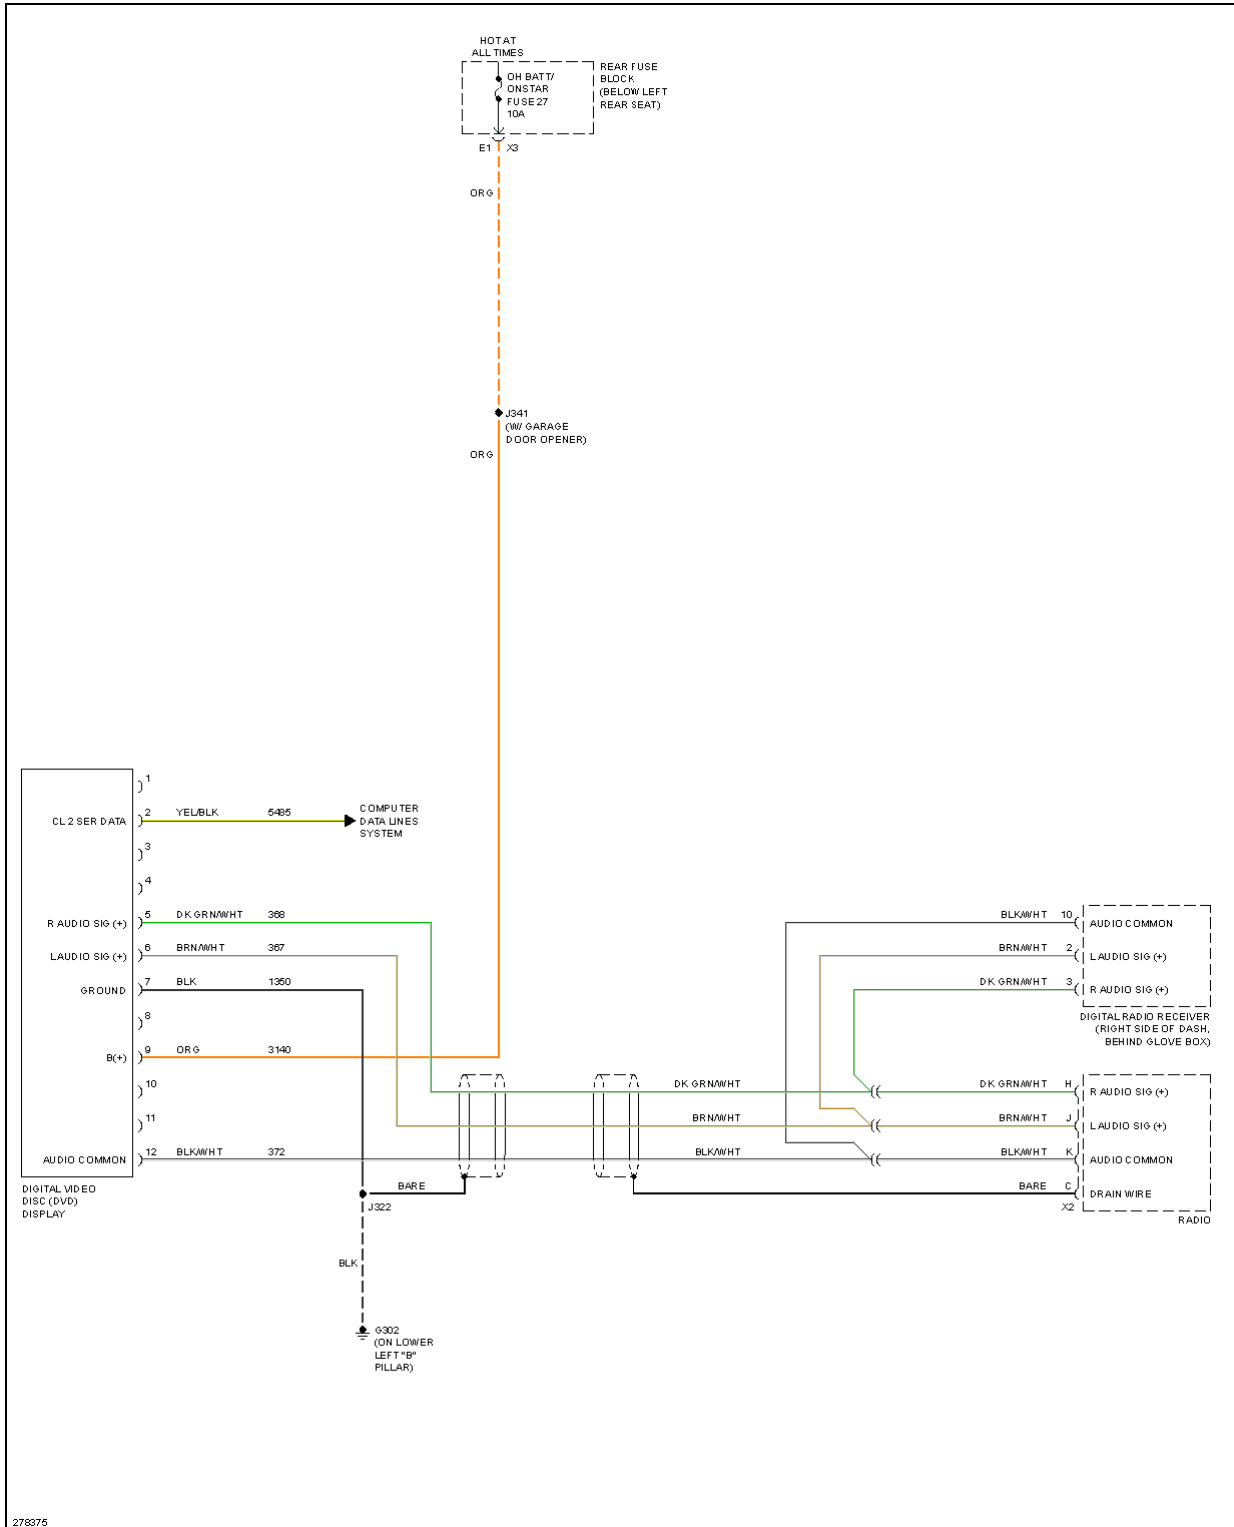 HOT AT
ALL TIMES
OH BATT/
ONSTAR
FUSE 27
10A
REAR FUSE
BLOCK
(BELOW LEFT
REAR SEAT)
E1 X3
ORG
J341
(W/ GARAGE
DOOR OPENER)
ORG
1
CL 2 SER DATA 2 YEL/BLK 5485
COMPUTER
DATA LINES
SYSTEM
3
4
R AUDIO SIG (+) 5 DK GRN/WHT 368
L AUDIO SIG (+) 6 BRN/WHT 367
GROUND 7 BLK 1350
8
B(+) 9 ORG 3140
10
11
AUDIO COMMON 12 BLK/WHT 372
DIGITAL VIDEO
DISC (DVD)
DISPLAY
BARE
J322
BLK
G302
(ON LOWER
LEFT "B"
PILLAR)
BLK/WHT 10 AUDIO COMMON
BRN/WHT 2 L AUDIO SIG (+)
DK GRN/WHT 3 R AUDIO SIG (+)
DIGITAL RADIO RECEIVER
(RIGHT SIDE OF DASH,
BEHIND GLOVE BOX)
DK GRN/WHT DK GRN/WHT H R AUDIO SIG (+)
BRN/WHT BRN/WHT J L AUDIO SIG (+)
BLK/WHT BLK/WHT K AUDIO COMMON
BARE C DRAIN WIRE
X2
RADIO
278375